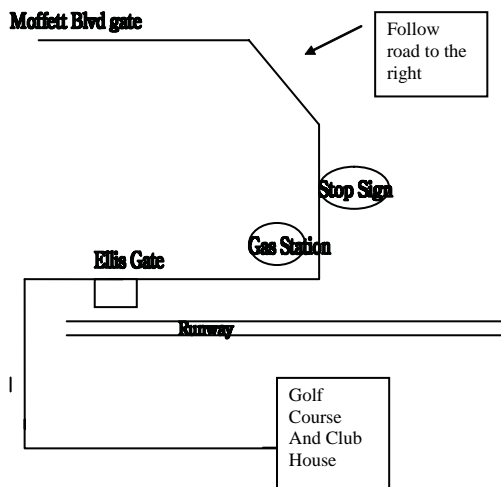 Moffett Blvd gate
Follow
road to the
right
Stop Sign
Gas Station
Ellis Gate
Runway
Golf
Course
And Club
House